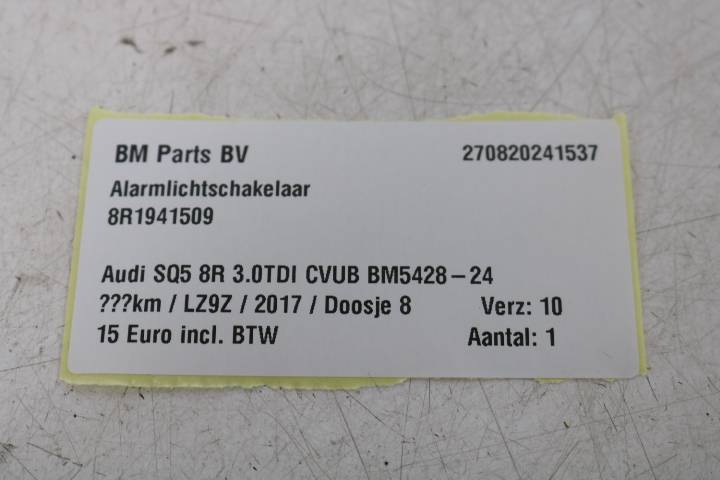 BM Parts BV 270820241537
Alarmlichtschakelaar
8R1941509
Audi SQ5 8R 3.0TDI CVUB BM5428-24
???km / LZ9Z / 2017 / Doosje 8 Verz: 10
15 Euro incl. BTW Aantal: 1